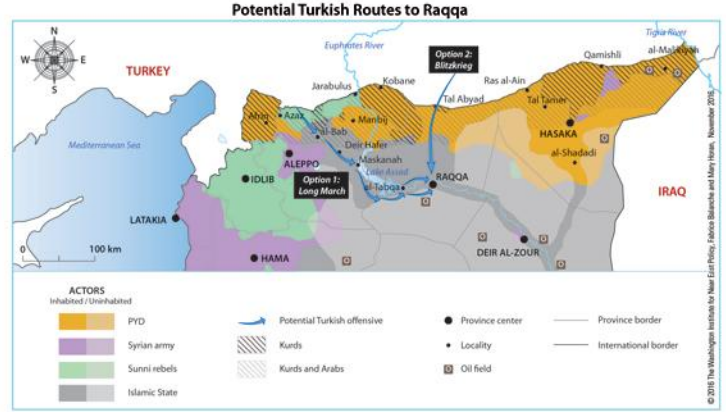 Potential Turkish Routes to Raqqa
N
W
E
S
TURKEY
Euphrates River
Tigris River
Option 2:
Blitzkrieg
Qamishli
al-Malikiyah
Jarabulus
Kobane
Ras al-Ain
Tal Abyad
Tal Tamer
Afrin
Azaz
Manbij
al-Bab
HASAKA
Mediterranean Sea
Deir Hafer
ALEPPO
Maskanah
al-Shadadi
Lake Assad
Option 1:
Long March
IDLIB
al-Tabqa
RAQQA
IRAQ
LATAKIA
0
100 km
DEIR AL-ZOUR
HAMA
ACTORS
Inhabited / Uninhabited
PYD
Syrian army
Sunni rebels
Islamic State
Potential Turkish offensive
Kurds
Kurds and Arabs
Province center
Locality
Oil field
Province border
International border
© 2016 The Washington Institute for Near East Policy, Fabrice Balanche and Mary Horan, November 2016.